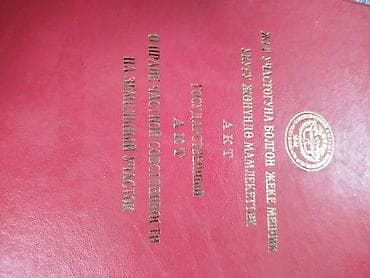 ЖЕР УЧАСТОГУНА БОЛГОН ЖЕКЕ МЕНЧИК
УКУГУ ЖӨНҮНДӨ МАМЛЕКЕТТИК
АКТ
ГОСУДАРСТВЕННЫЙ
АКТ
О ПРАВЕ ЧАСТНОЙ СОБСТВЕННОСТИ
НА ЗЕМЕЛЬНЫЙ УЧАСТОК